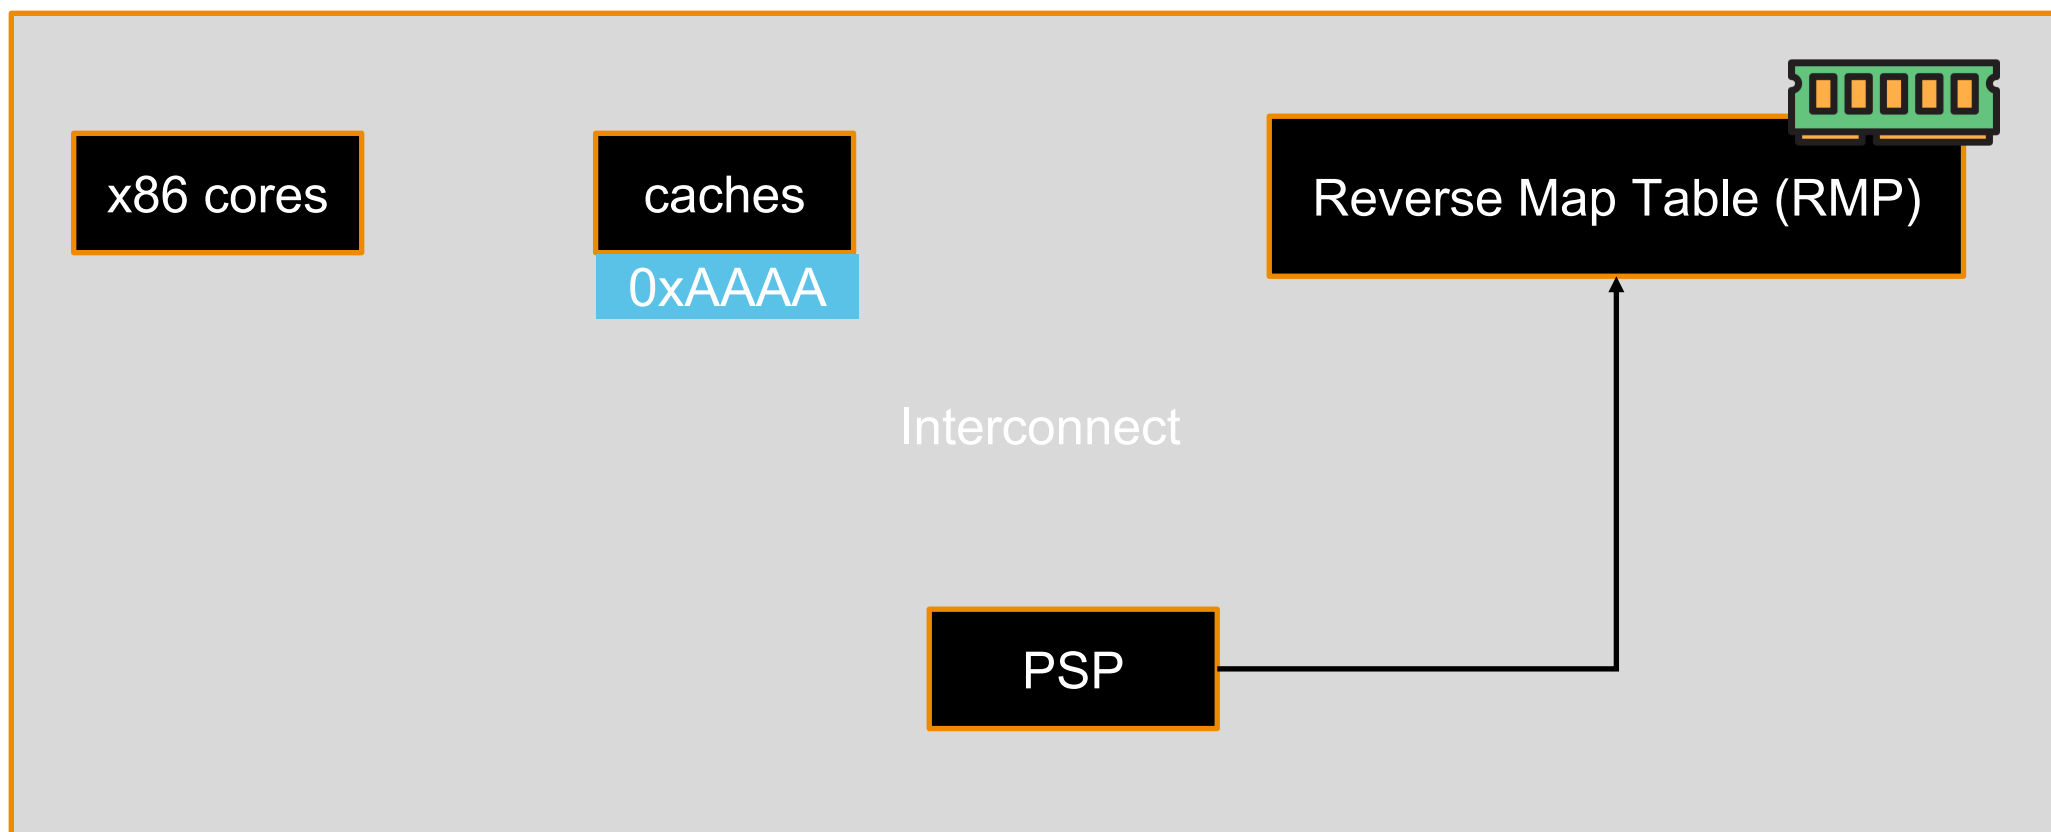 x86 cores
caches
Reverse Map Table (RMP)
0xAAAA
Interconnect
PSP